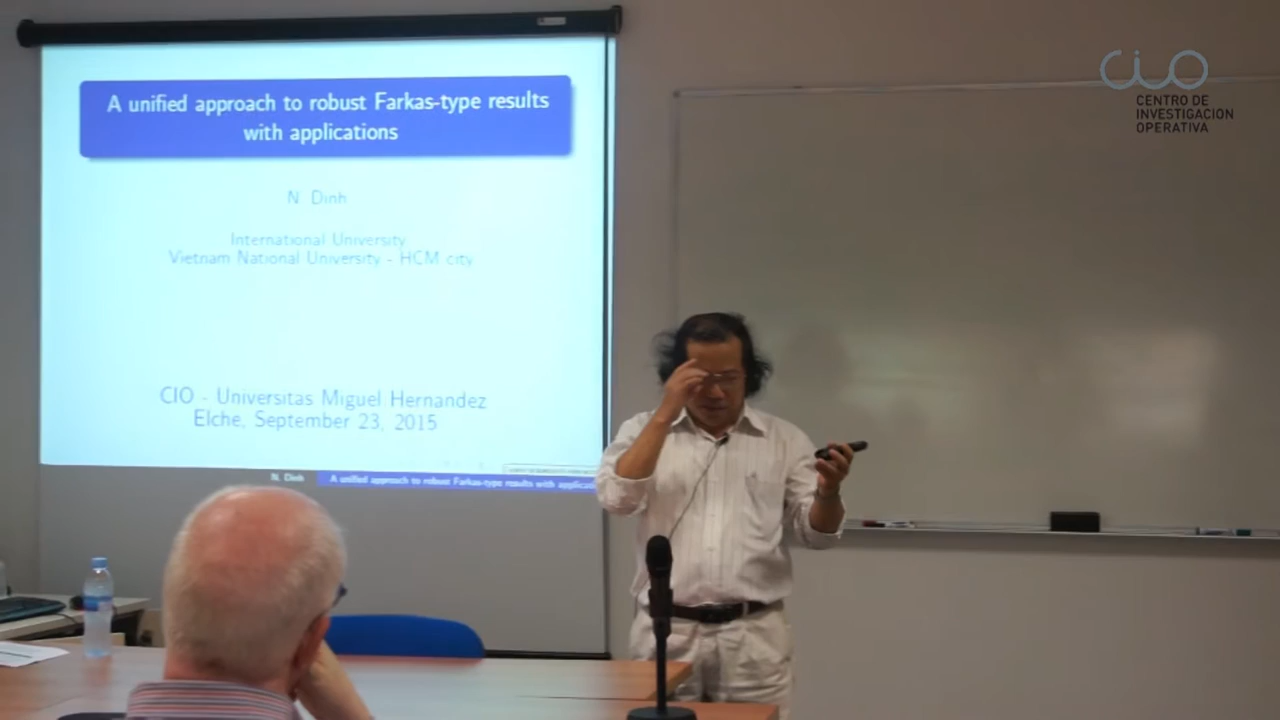 A unified approach to robust Farkas-type results
with applications
N. Dinh
International University
Vietnam National University - HCM city
CIO - Universitas Miguel Hernandez
Elche, September 23, 2015
N. Dinh
A unified approach to robust Farkas-type results with applicatio
CIO
CENTRO DE
INVESTIGACION
OPERATIVA